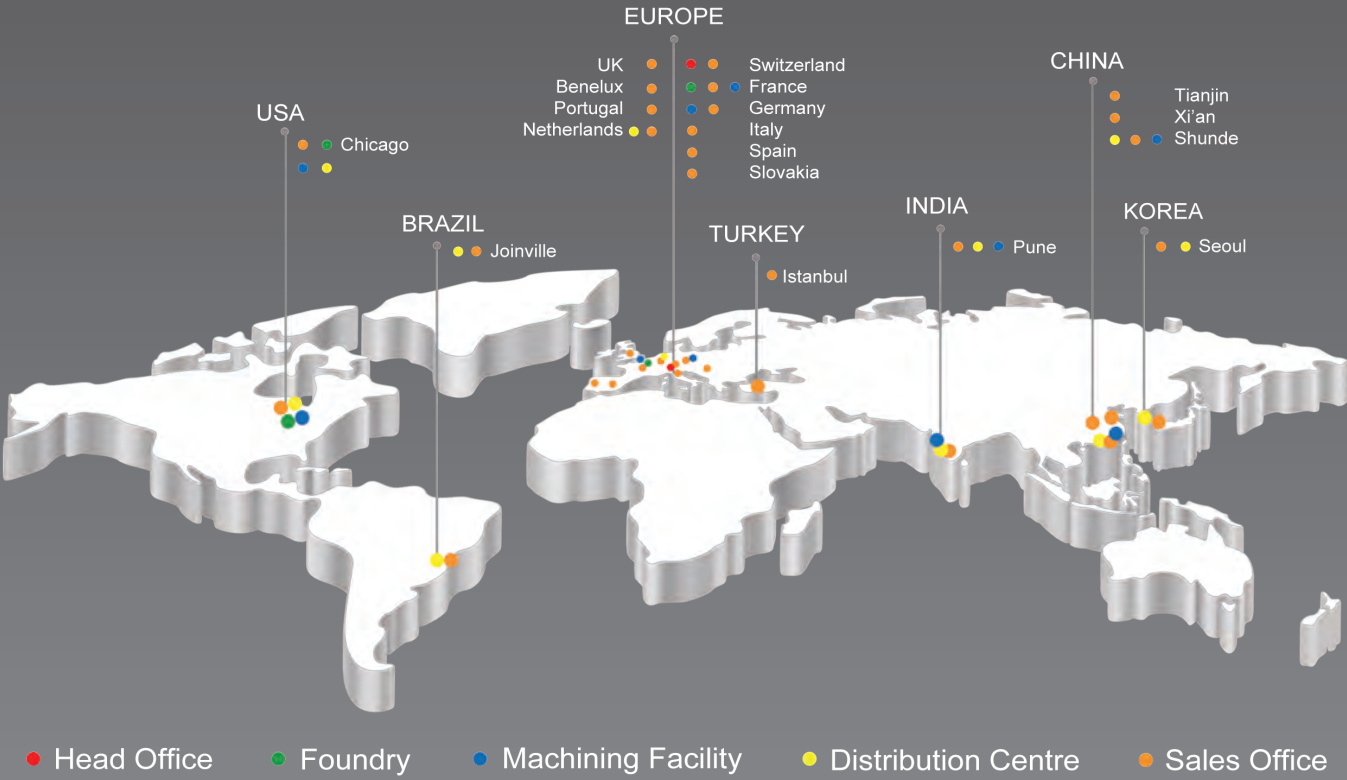 EUROPE
UK
Benelux
Portugal
Netherlands
Switzerland
France
Germany
Italy
Spain
Slovakia
CHINA
Tianjin
Xi'an
Shunde
USA
Chicago
BRAZIL
Joinville
TURKEY
Istanbul
INDIA
Pune
KOREA
Seoul
Head Office
Foundry
Machining Facility
Distribution Centre
Sales Office